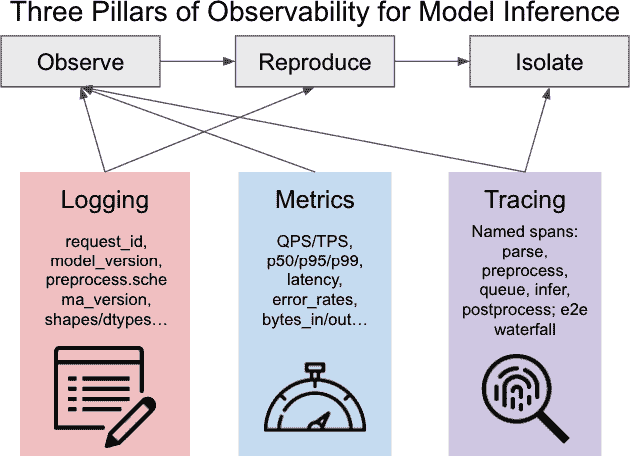 Three Pillars of Observability for Model Inference
Observe
Reproduce
Isolate
Logging
request_id,
model_version,
preprocess.sche
ma_version,
shapes/dtypes...
Metrics
QPS/TPS,
p50/p95/p99,
latency,
error_rates,
bytes_in/out...
Tracing
Named spans:
parse,
preprocess,
queue, infer,
postprocess; e2e
waterfall